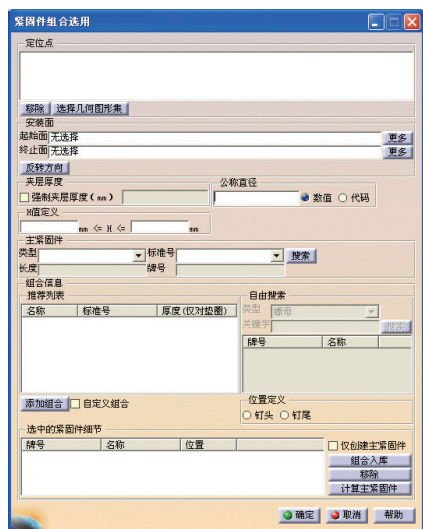 紧固件组合选用
定位点
移除 选择几何图形集
安装面
起始面 无选择 更多
终止面 无选择 更多
反转方向
夹层厚度 公称直径
强制夹层厚度(mm) 数值 代码
H值定义
mm <= H <= mm
主紧固件
类型 标准号 搜索
长度 牌号
组合信息
推荐列表 自由搜索
名称 标准号 厚度(仅对垫圈) 类型 螺母
关键字 搜索
牌号 名称
添加组合 自定义组合 位置定义
钉头 钉尾
选中的紧固件细节
牌号 名称 位置 仅创建主紧固件
组合入库
移除
计算主紧固件
确定 取消 帮助